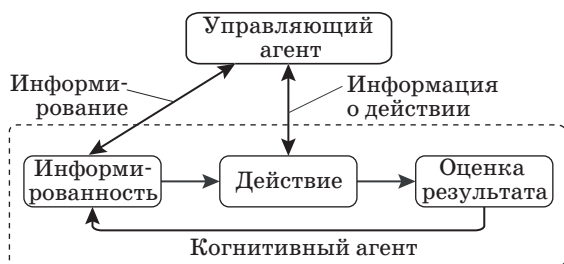 Управляющий
агент
Информи-
рование
Информация
о действии
Информи-
рованность
Действие
Оценка
результата
Когнитивный агент